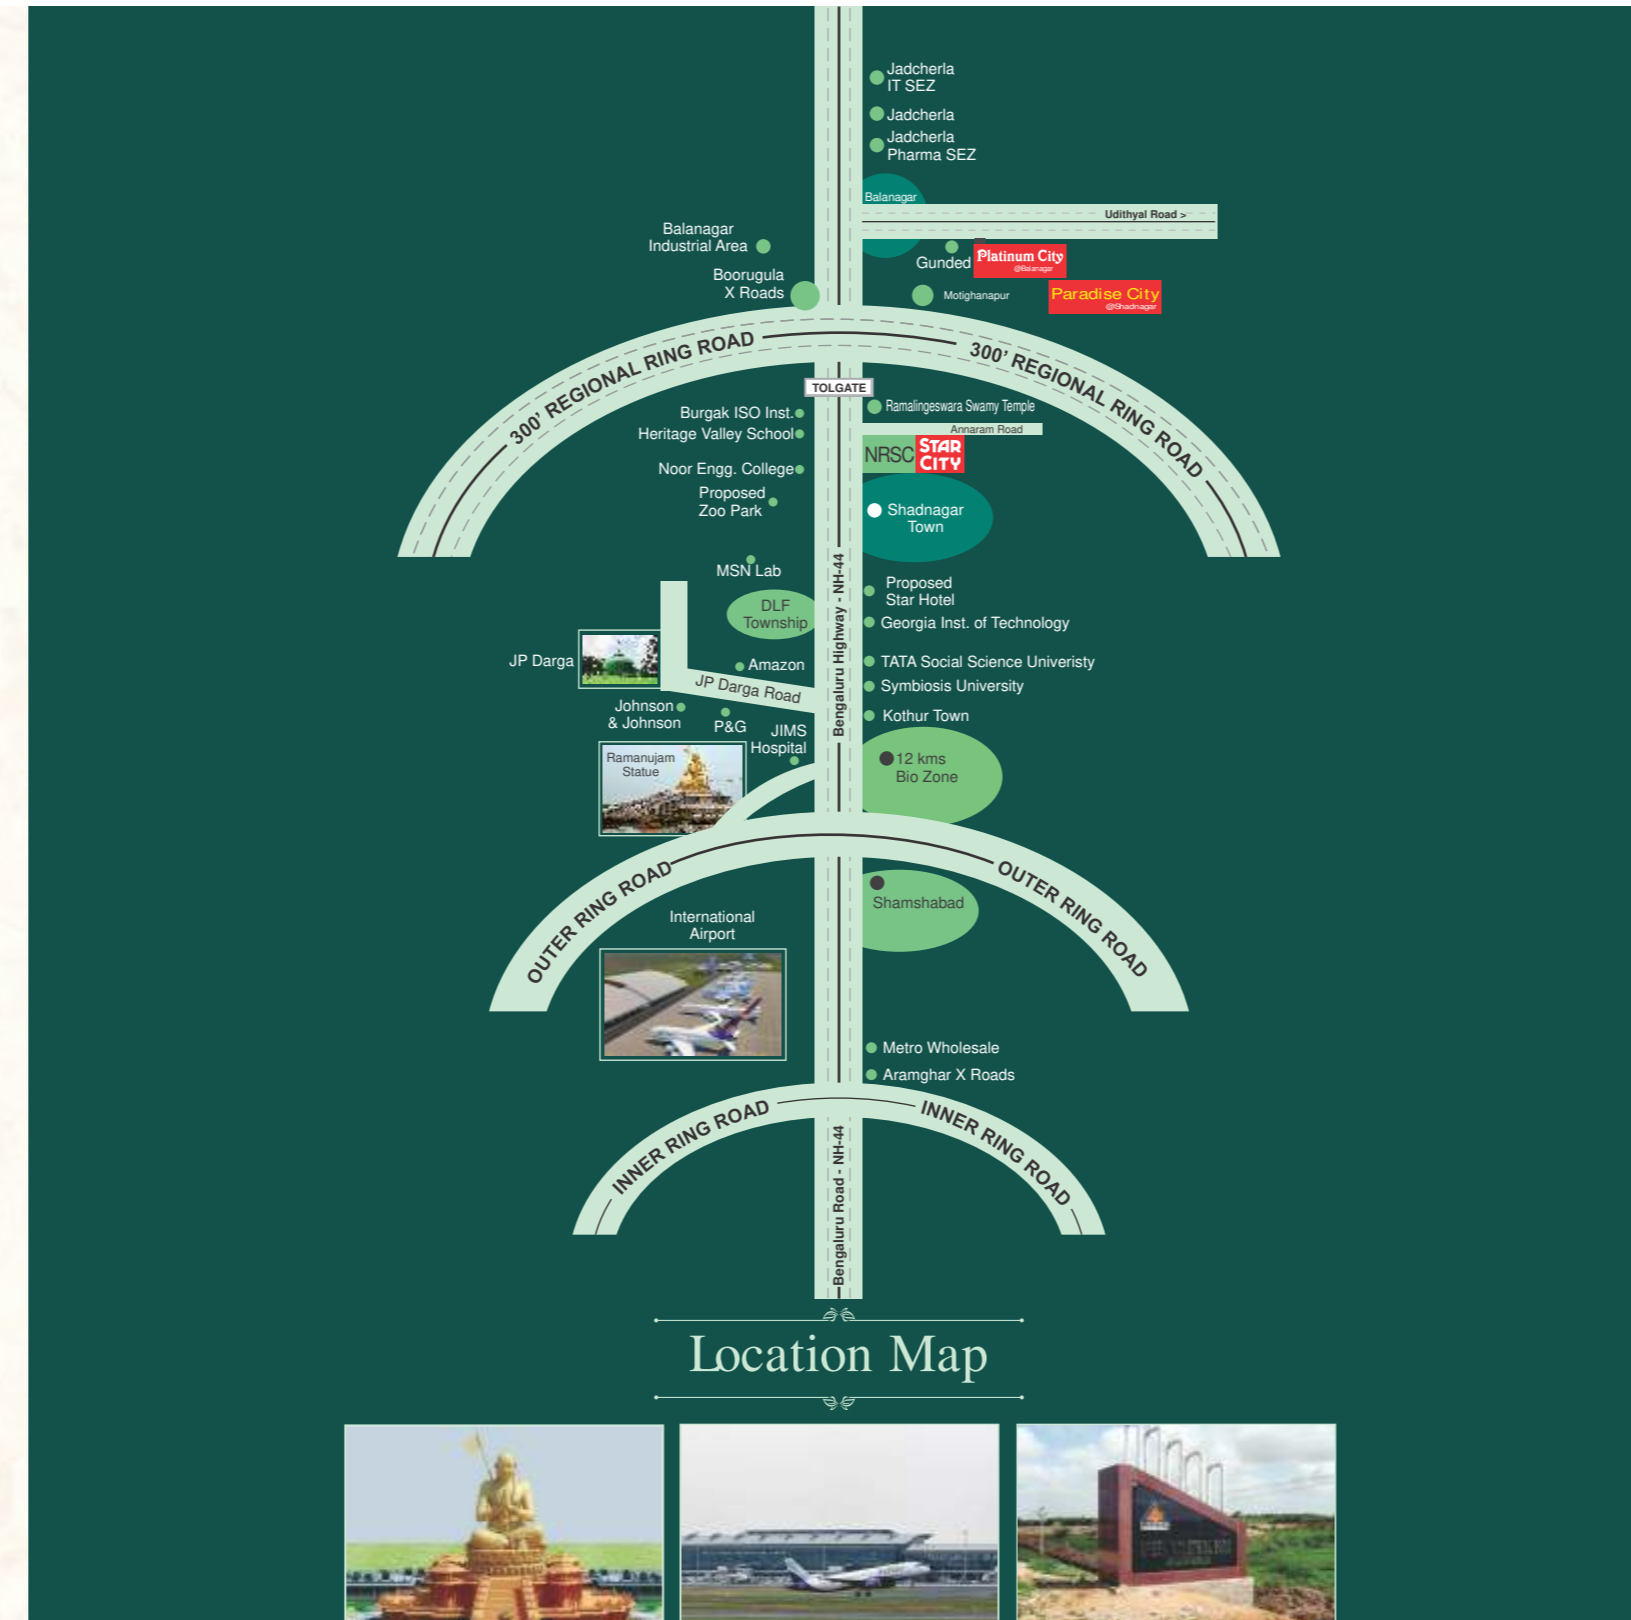 Jadcherla
IT SEZ
Jadcherla
Jadcherla
Pharma SEZ
Balanagar
Udithyal Road >
Balanagar
Industrial Area
Gunded
Platinum City
@Balanagar
Boorugula
X Roads
Motighanapur
Paradise City
@Shadnagar
300' REGIONAL RING ROAD
300' REGIONAL RING ROAD
TOLGATE
Burgak ISO Inst.
Ramalingeswara Swamy Temple
Heritage Valley School
Annaram Road
NRSC
STAR
CITY
Noor Engg. College
Proposed
Zoo Park
Shadnagar
Town
MSN Lab
Bengaluru Highway - NH-44
Proposed
Star Hotel
DLF
Township
Georgia Inst. of Technology
JP Darga
Amazon
TATA Social Science Univeristy
JP Darga Road
Symbiosis University
Johnson
& Johnson
P&G
Kothur Town
JIMS
Hospital
Ramanujam
Statue
12 kms
Bio Zone
OUTER RING ROAD
OUTER RING ROAD
Shamshabad
International
Airport
Metro Wholesale
Aramghar X Roads
INNER RING ROAD
INNER RING ROAD
Bengaluru Road - NH-44
Location Map